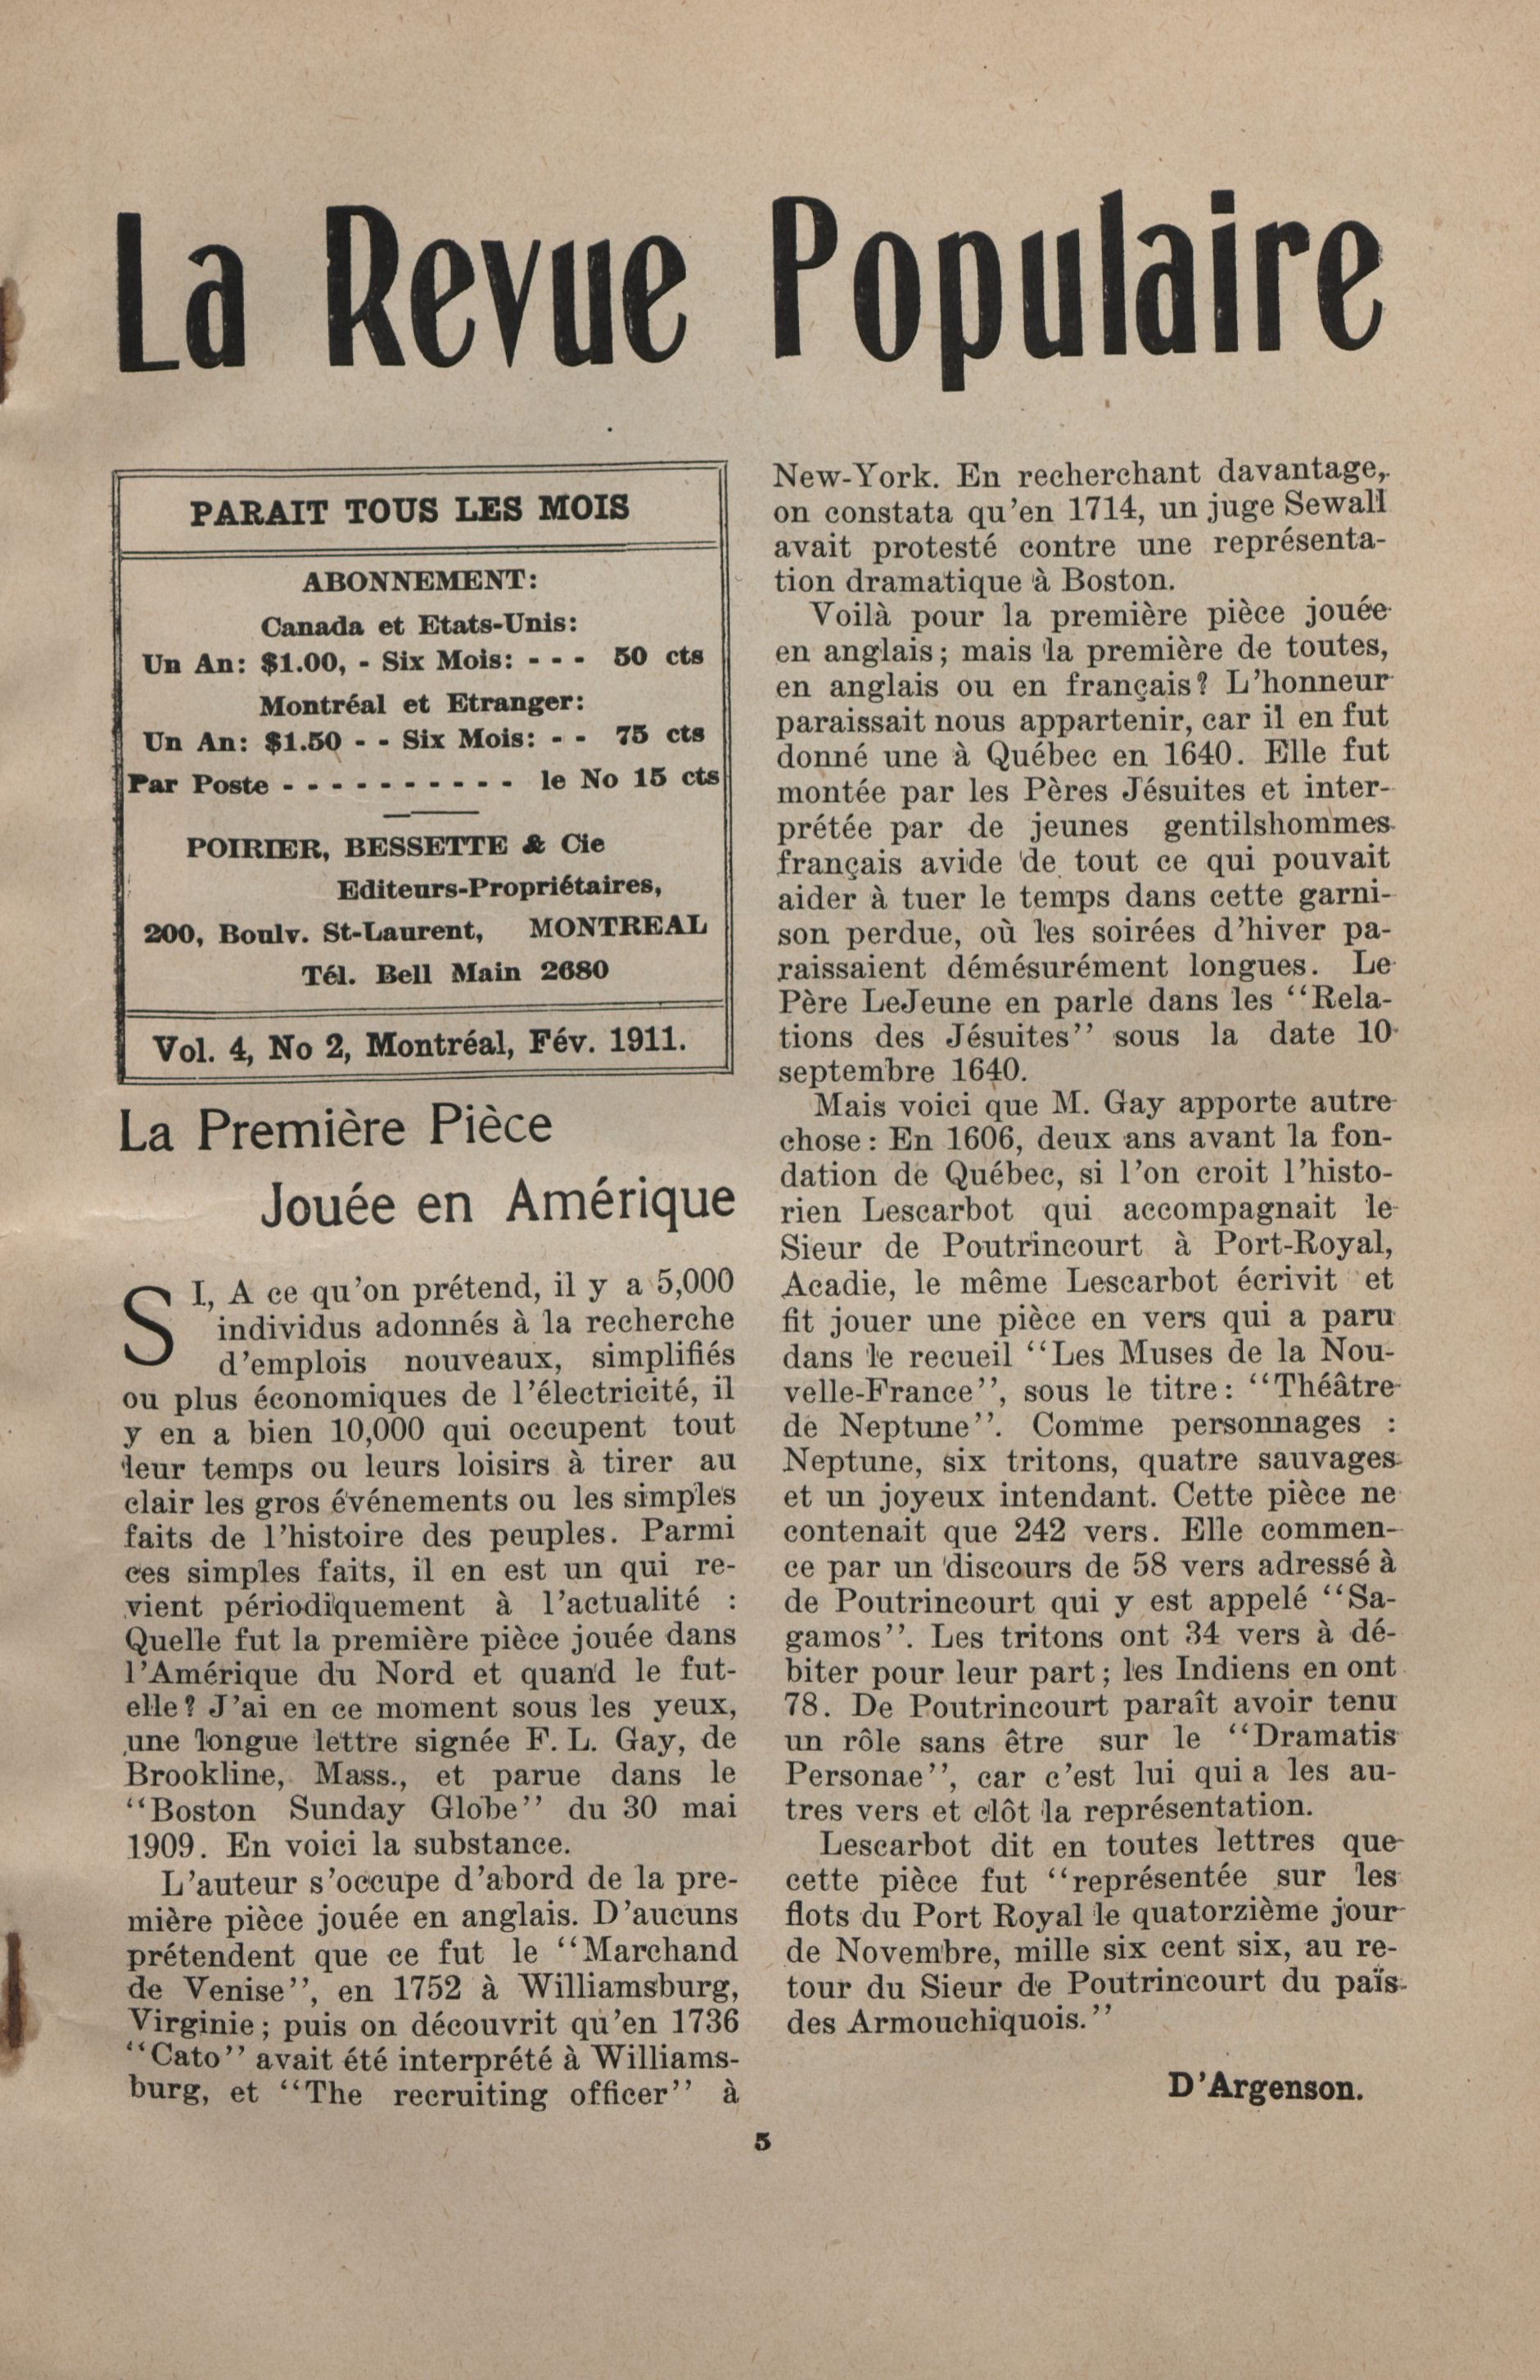 La Revue Populaire
PARAIT TOUS LES MOIS
ABONNEMENT:
Canada et Etats-Unis:
Un An: $1.00, - Six Mois: - - - 50 cts
Montréal et Etranger:
Un An: $1.50 - - Six Mois: - - 75 cts
Par Poste - - - - - - - - - - le No 15 cts
POIRIER, BESSETTE & Cie
Editeurs-Propriétaires,
200, Boulv. St-Laurent, MONTREAL
Tél. Bell Main 2680
Vol. 4, No 2, Montréal, Fév. 1911.
La Première Pièce
Jouée en Amérique
SI, A ce qu'on prétend, il y a 5,000
individus adonnés à la recherche
d'emplois nouveaux, simplifiés
ou plus économiques de l'électricité, il
y en a bien 10,000 qui occupent tout
leur temps ou leurs loisirs à tirer au
clair les gros événements ou les simples
faits de l'histoire des peuples. Parmi
ces simples faits, il en est un qui re-
vient périodiquement à l'actualité :
Quelle fut la première pièce jouée dans
l'Amérique du Nord et quand le fut-
elle? J'ai en ce moment sous les yeux,
une longue lettre signée F. L. Gay, de
Brookline, Mass., et parue dans le
"Boston Sunday Globe" du 30 mai
1909. En voici la substance.
L'auteur s'occupe d'abord de la pre-
mière pièce jouée en anglais. D'aucuns
prétendent que ce fut le "Marchand
de Venise", en 1752 à Williamsburg,
Virginie; puis on découvrit qu'en 1736
"Cato" avait été interprété à Williams-
burg, et "The recruiting officer" à
New-York. En recherchant davantage,
on constata qu'en 1714, un juge Sewall
avait protesté contre une représenta-
tion dramatique à Boston.
Voilà pour la première pièce jouée
en anglais; mais la première de toutes,
en anglais ou en français? L'honneur
paraissait nous appartenir, car il en fut
donné une à Québec en 1640. Elle fut
montée par les Pères Jésuites et inter-
prétée par de jeunes gentilshommes
français avide de tout ce qui pouvait
aider à tuer le temps dans cette garni-
son perdue, où les soirées d'hiver pa-
raissaient démésurément longues. Le
Père LeJeune en parle dans les "Rela-
tions des Jésuites" sous la date 10
septembre 1640.
Mais voici que M. Gay apporte autre
chose: En 1606, deux ans avant la fon-
dation de Québec, si l'on croit l'histo-
rien Lescarbot qui accompagnait le
Sieur de Poutrincourt à Port-Royal,
Acadie, le même Lescarbot écrivit et
fit jouer une pièce en vers qui a paru
dans le recueil "Les Muses de la Nou-
velle-France", sous le titre: "Théâtre
de Neptune". Comme personnages :
Neptune, six tritons, quatre sauvages
et un joyeux intendant. Cette pièce ne
contenait que 242 vers. Elle commen-
ce par un discours de 58 vers adressé à
de Poutrincourt qui y est appelé "Sa-
gamos". Les tritons ont 34 vers à dé-
biter pour leur part; les Indiens en ont
78. De Poutrincourt paraît avoir tenu
un rôle sans être sur le "Dramatis
Personae", car c'est lui qui a les au-
tres vers et clôt la représentation.
Lescarbot dit en toutes lettres que
cette pièce fut "représentée sur les
flots du Port Royal le quatorzième jour
de Novembre, mille six cent six, au re-
tour du Sieur de Poutrincourt du païs
des Armouchiquois."
D'Argenson.
5